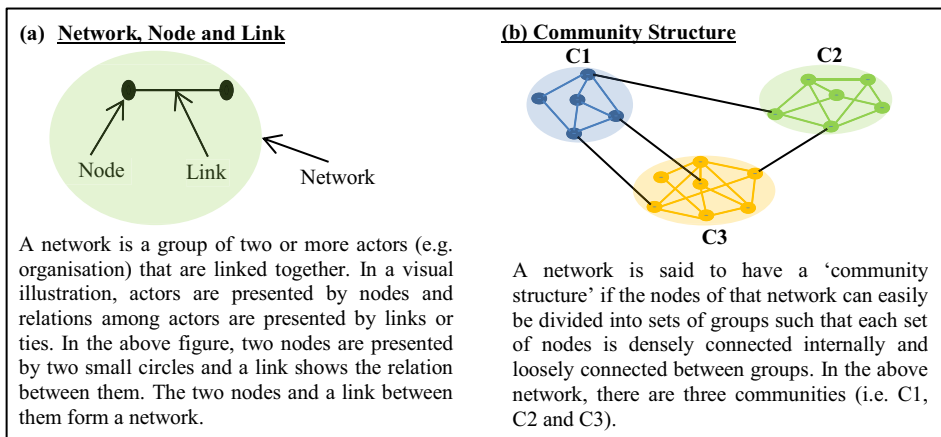 (a) Network, Node and Link
Node
Link
Network
A network is a group of two or more actors (e.g.
organisation) that are linked together. In a visual
illustration, actors are presented by nodes and
relations among actors are presented by links or
ties. In the above figure, two nodes are presented
by two small circles and a link shows the relation
between them. The two nodes and a link between
them form a network.
(b) Community Structure
C1
C2
C3
A network is said to have a ‘community
structure’ if the nodes of that network can easily
be divided into sets of groups such that each set
of nodes is densely connected internally and
loosely connected between groups. In the above
network, there are three communities (i.e. C1,
C2 and C3).